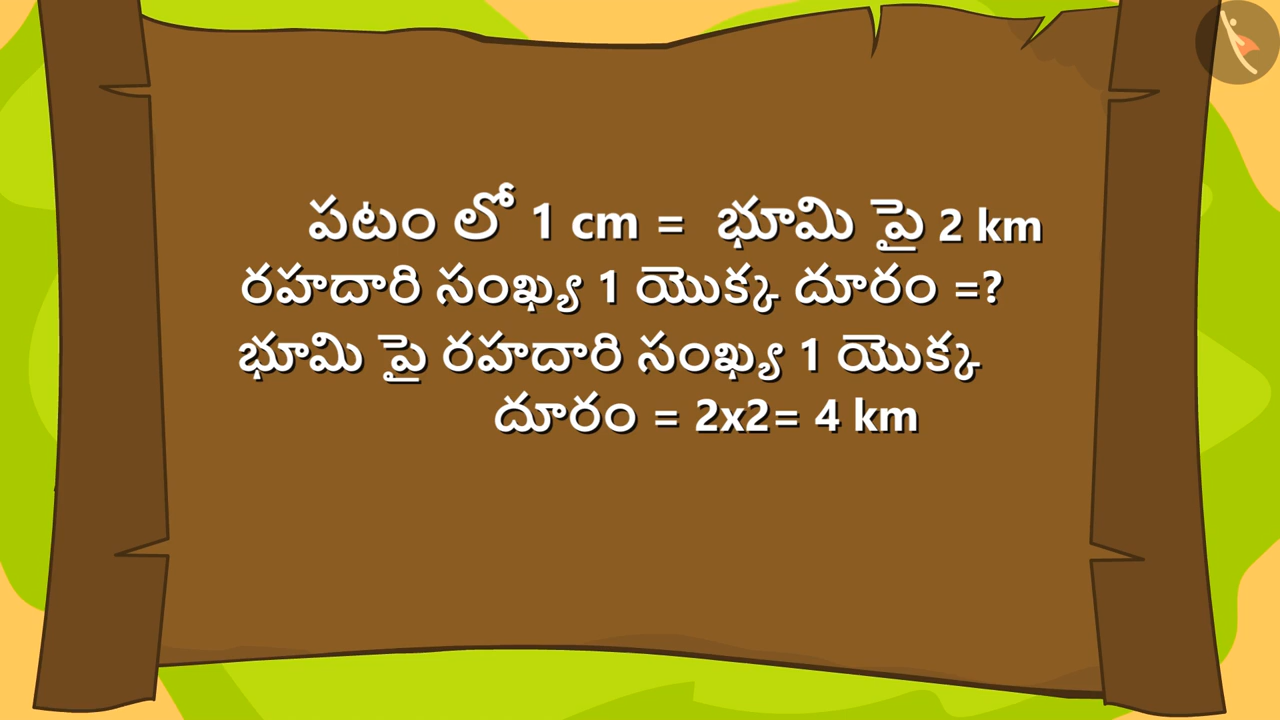 పటం లో 1 cm = భూమి పై 2 km
రహదారి సంఖ్య 1 యొక్క దూరం =?
భూమి పై రహదారి సంఖ్య 1 యొక్క
దూరం = 2x2= 4 km